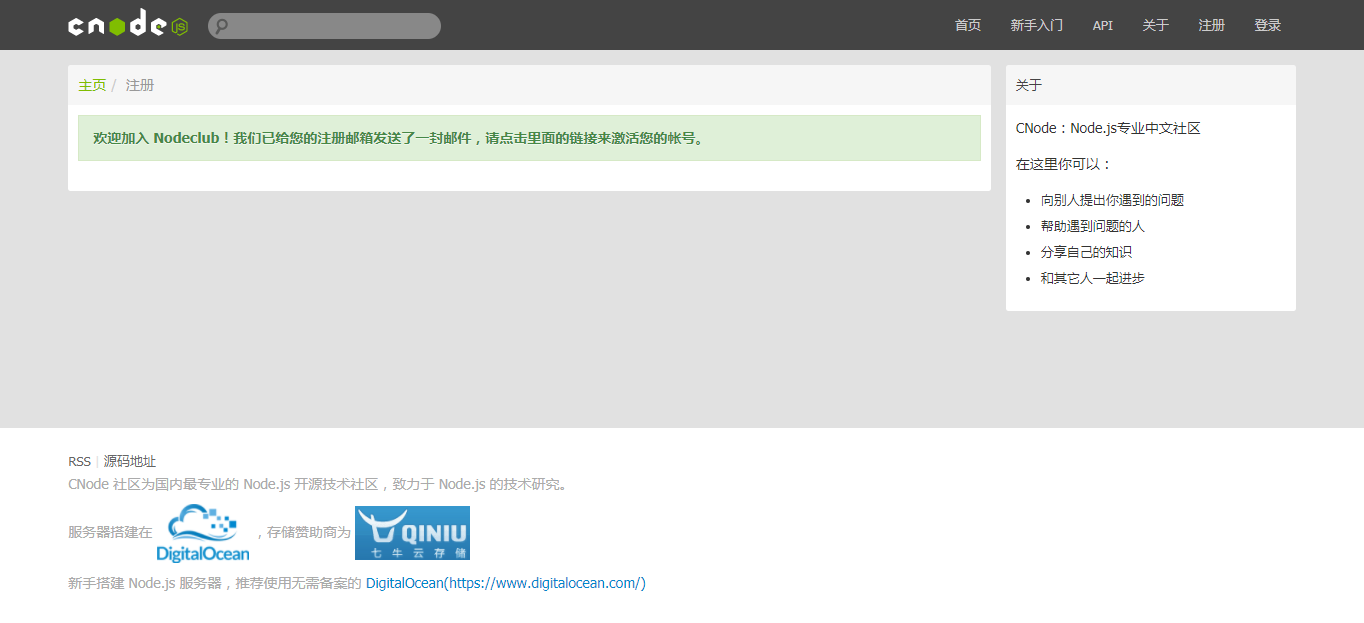 cnode JS
首页 新手入门 API 关于 注册 登录
主页 / 注册
欢迎加入 Nodeclub！我们已给您的注册邮箱发送了一封邮件，请点击里面的链接来激活您的帐号。
关于
CNode：Node.js专业中文社区
在这里你可以：
向别人提出你遇到的问题
帮助遇到问题的人
分享自己的知识
和其它人一起进步
RSS | 源码地址
CNode 社区为国内最专业的 Node.js 开源技术社区，致力于 Node.js 的技术研究。
服务器搭建在 DigitalOcean ，存储赞助商为 QINIU 七牛云存储
新手搭建 Node.js 服务器，推荐使用无需备案的 DigitalOcean(https://www.digitalocean.com/)